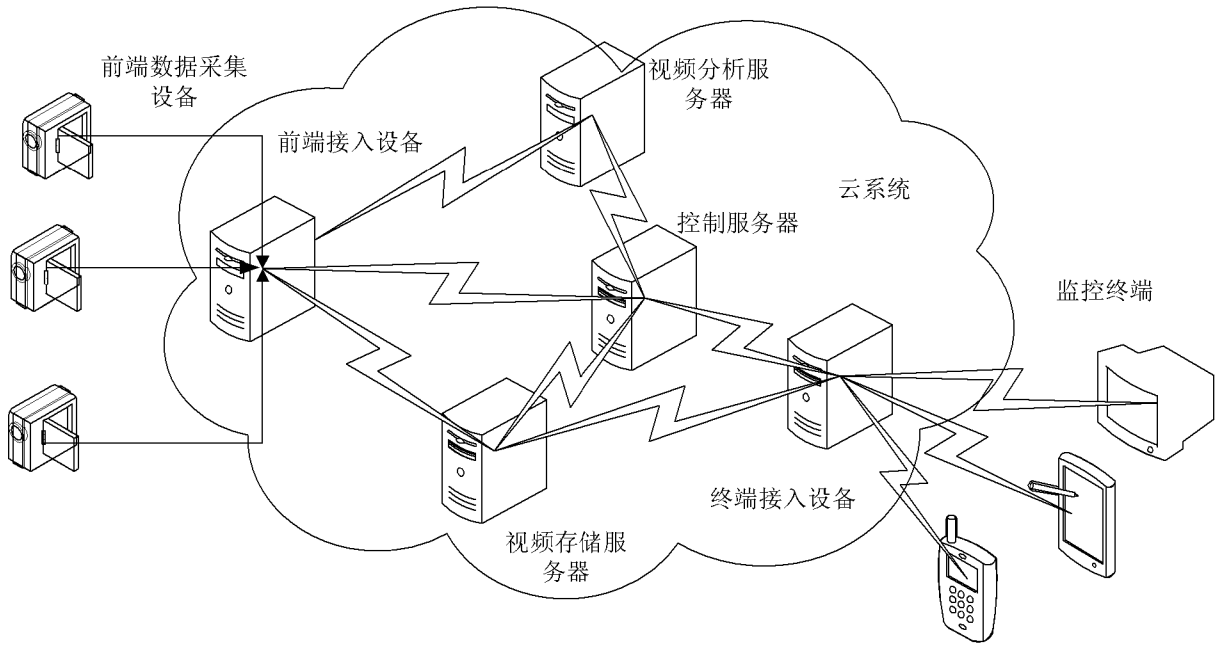 前端数据采集
设备
视频分析服
务器
前端接入设备
云系统
控制服务器
监控终端
终端接入设备
视频存储服
务器